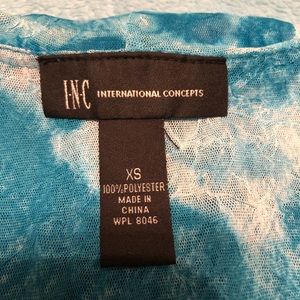 I·N·C INTERNATIONAL CONCEPTS
XS
100%POLYESTER
MADE IN
CHINA
WPL 8046